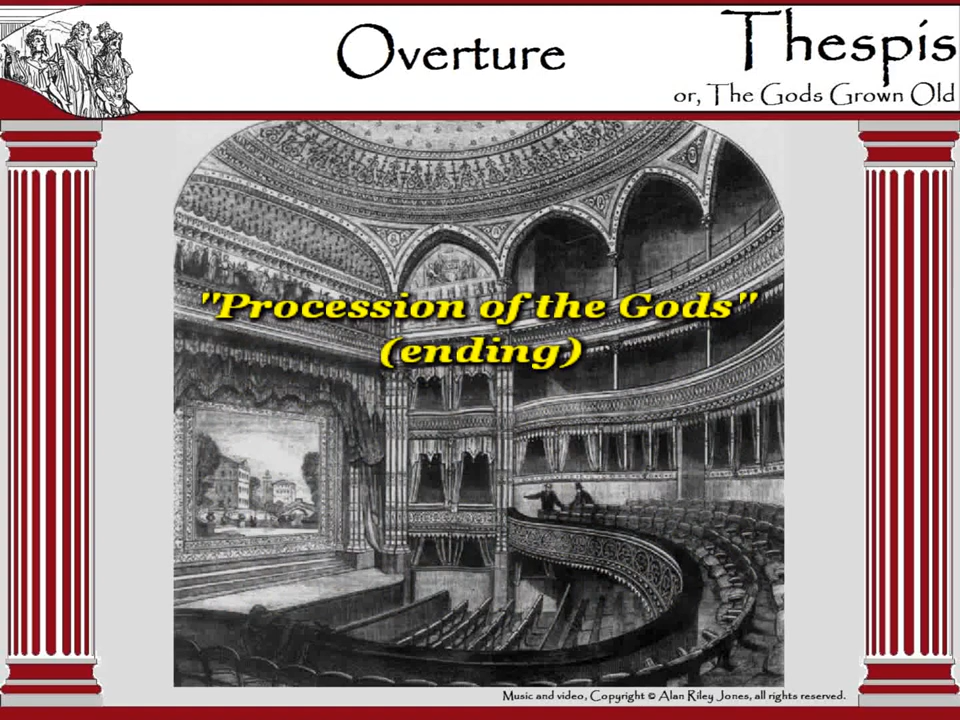 Overture
Thespis
or, The Gods Grown Old
"Procession of the Gods"
(ending)
Music and video, Copyright © Alan Riley Jones, all rights reserved.